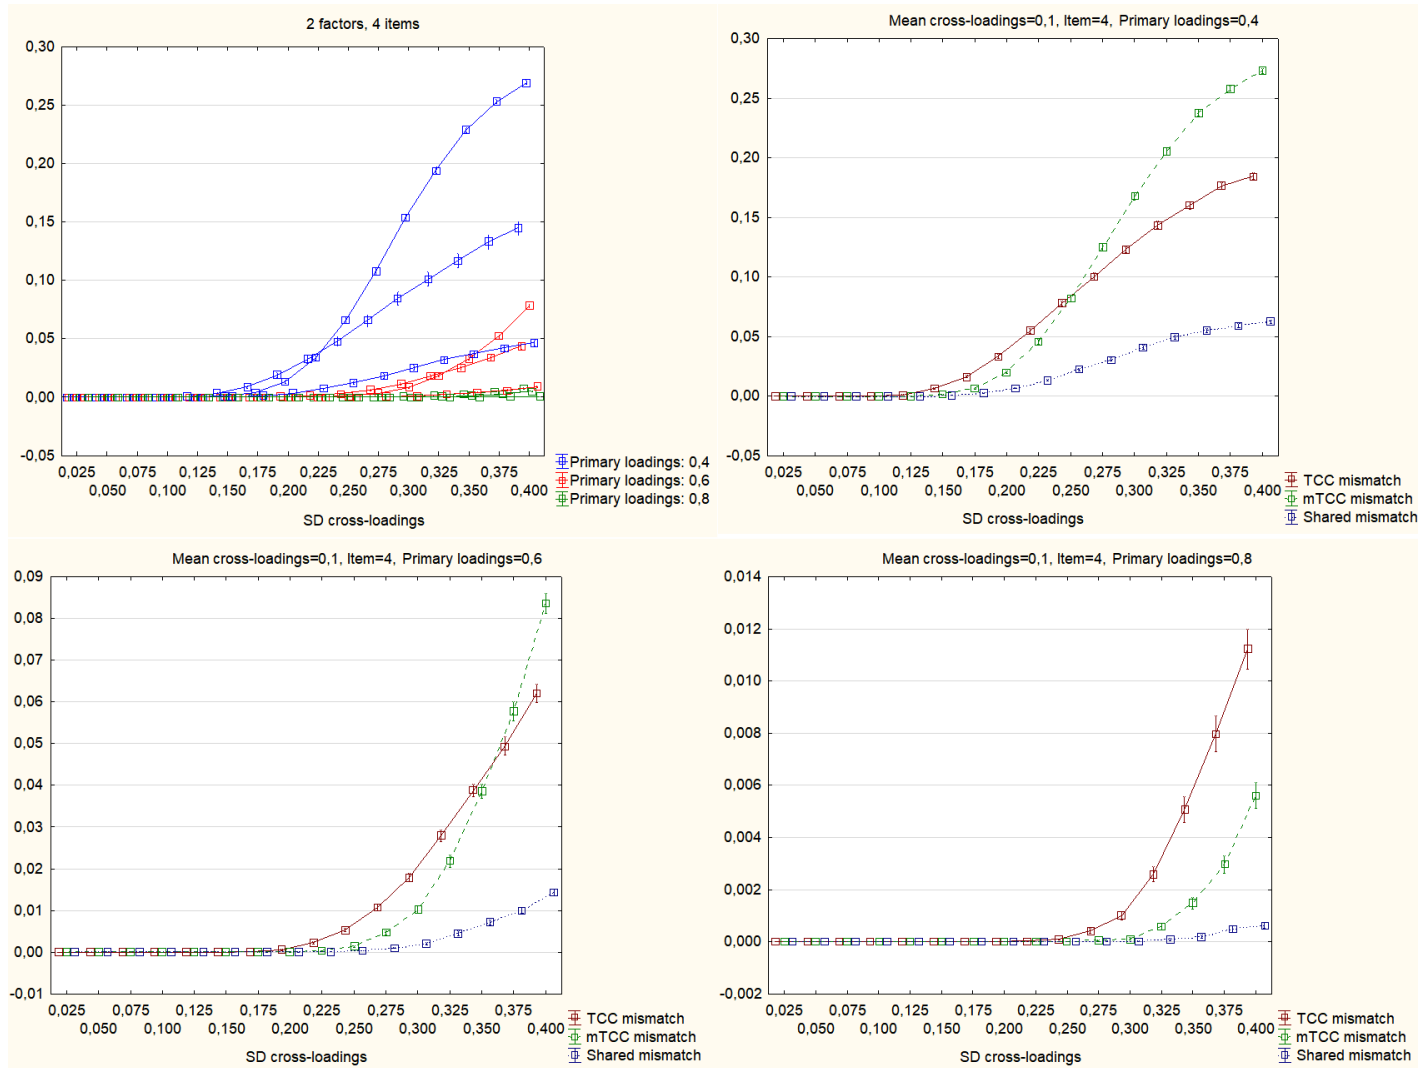 2 factors, 4 items
0,30
0,25
0,20
0,15
0,10
0,05
0,00
-0,05
0,025 0,075 0,125 0,175 0,225 0,275 0,325 0,375
0,050 0,100 0,150 0,200 0,250 0,300 0,350 0,400
SD cross-loadings
Primary loadings: 0,4
Primary loadings: 0,6
Primary loadings: 0,8
Mean cross-loadings=0,1, Item=4, Primary loadings=0,4
0,30
0,25
0,20
0,15
0,10
0,05
0,00
-0,05
0,025 0,075 0,125 0,175 0,225 0,275 0,325 0,375
0,050 0,100 0,150 0,200 0,250 0,300 0,350 0,400
SD cross-loadings
TCC mismatch
mTCC mismatch
Shared mismatch
Mean cross-loadings=0,1, Item=4, Primary loadings=0,6
0,09
0,08
0,07
0,06
0,05
0,04
0,03
0,02
0,01
0,00
-0,01
0,025 0,075 0,125 0,175 0,225 0,275 0,325 0,375
0,050 0,100 0,150 0,200 0,250 0,300 0,350 0,400
SD cross-loadings
TCC mismatch
mTCC mismatch
Shared mismatch
Mean cross-loadings=0,1, Item=4, Primary loadings=0,8
0,014
0,012
0,010
0,008
0,006
0,004
0,002
0,000
-0,002
0,025 0,075 0,125 0,175 0,225 0,275 0,325 0,375
0,050 0,100 0,150 0,200 0,250 0,300 0,350 0,400
SD cross-loadings
TCC mismatch
mTCC mismatch
Shared mismatch